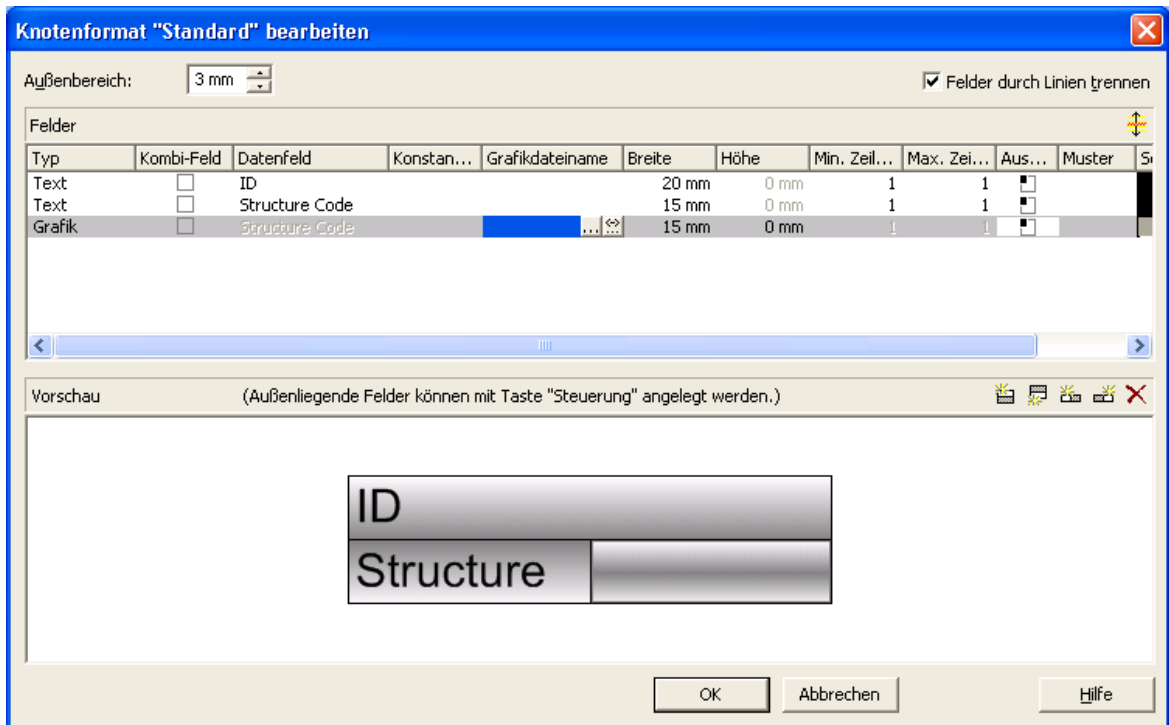 Knotenformat "Standard" bearbeiten
Außenbereich: 3 mm Felder durch Linien trennen
Felder
Typ Kombi-Feld Datenfeld Konstan... Grafikdateiname Breite Höhe Min. Zeil... Max. Zei... Aus... Muster
Text ID 20 mm 0 mm 1 1
Text Structure Code 15 mm 0 mm 1 1
Grafik Structure Code ... 15 mm 0 mm 1 1
Vorschau (Außenliegende Felder können mit Taste "Steuerung" angelegt werden.)
ID
Structure
OK Abbrechen Hilfe